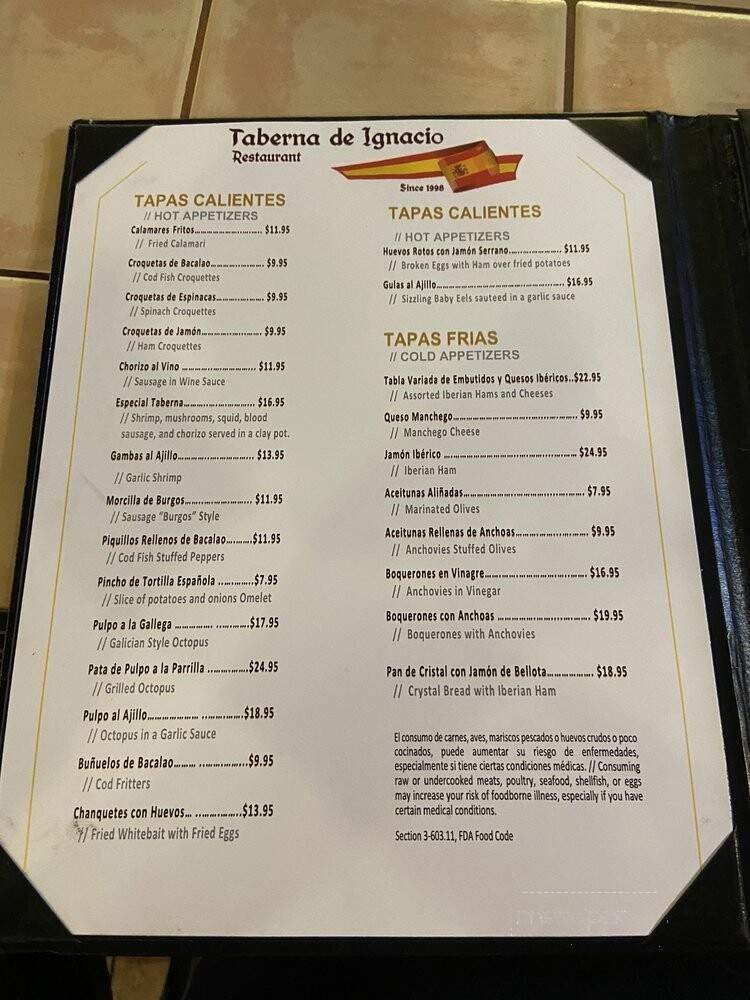 Taberna de Ignacio
Restaurant
Since 1998
TAPAS CALIENTES
// HOT APPETIZERS
Calamares Fritos........................ $11.95
// Fried Calamari
Croquetas de Bacalao.................. $9.95
// Cod Fish Croquettes
Croquetas de Espinacas............... $9.95
// Spinach Croquettes
Croquetas de Jamón.................... $9.95
// Ham Croquettes
Chorizo al Vino .......................... $11.95
// Sausage in Wine Sauce
Especial Taberna......................... $16.95
// Shrimp, mushrooms, squid, blood
sausage, and chorizo served in a clay pot.
Gambas al Ajillo........................... $13.95
// Garlic Shrimp
Morcilla de Burgos....................... $11.95
// Sausage "Burgos" Style
Piquillos Rellenos de Bacalao.........$11.95
// Cod Fish Stuffed Peppers
Pincho de Tortilla Española ............$7.95
// Slice of potatoes and onions Omelet
Pulpo a la Gallega .........................$17.95
// Galician Style Octopus
Pata de Pulpo a la Parrilla ..............$24.95
// Grilled Octopus
Pulpo al Ajillo................................$18.95
// Octopus in a Garlic Sauce
Buñuelos de Bacalao.......................$9.95
// Cod Fritters
Chanquetes con Huevos..................$13.95
// Fried Whitebait with Fried Eggs
TAPAS CALIENTES
// HOT APPETIZERS
Huevos Rotos con Jamón Serrano.................. $11.95
// Broken Eggs with Ham over fried potatoes
Gulas al Ajillo........................................... $16.95
// Sizzling Baby Eels sauteed in a garlic sauce
TAPAS FRIAS
// COLD APPETIZERS
Tabla Variada de Embutidos y Quesos Ibéricos..$22.95
// Assorted Iberian Hams and Cheeses
Queso Manchego......................................... $9.95
// Manchego Cheese
Jamón Ibérico ............................................ $24.95
// Iberian Ham
Aceitunas Aliñadas........................................ $7.95
// Marinated Olives
Aceitunas Rellenas de Anchoas........................ $9.95
// Anchovies Stuffed Olives
Boquerones en Vinagre.................................. $16.95
// Anchovies in Vinegar
Boquerones con Anchoas ............................... $19.95
// Boquerones with Anchovies
Pan de Cristal con Jamón de Bellota................ $18.95
// Crystal Bread with Iberian Ham
El consumo de carnes, aves, mariscos pescados o huevos crudos o poco
cocinados, puede aumentar su riesgo de enfermedades,
especialmente si tiene ciertas condiciones médicas. // Consuming
raw or undercooked meats, poultry, seafood, shellfish, or eggs
may increase your risk of foodborne illness, especially if you have
certain medical conditions.
Section 3-603.11, FDA Food Code